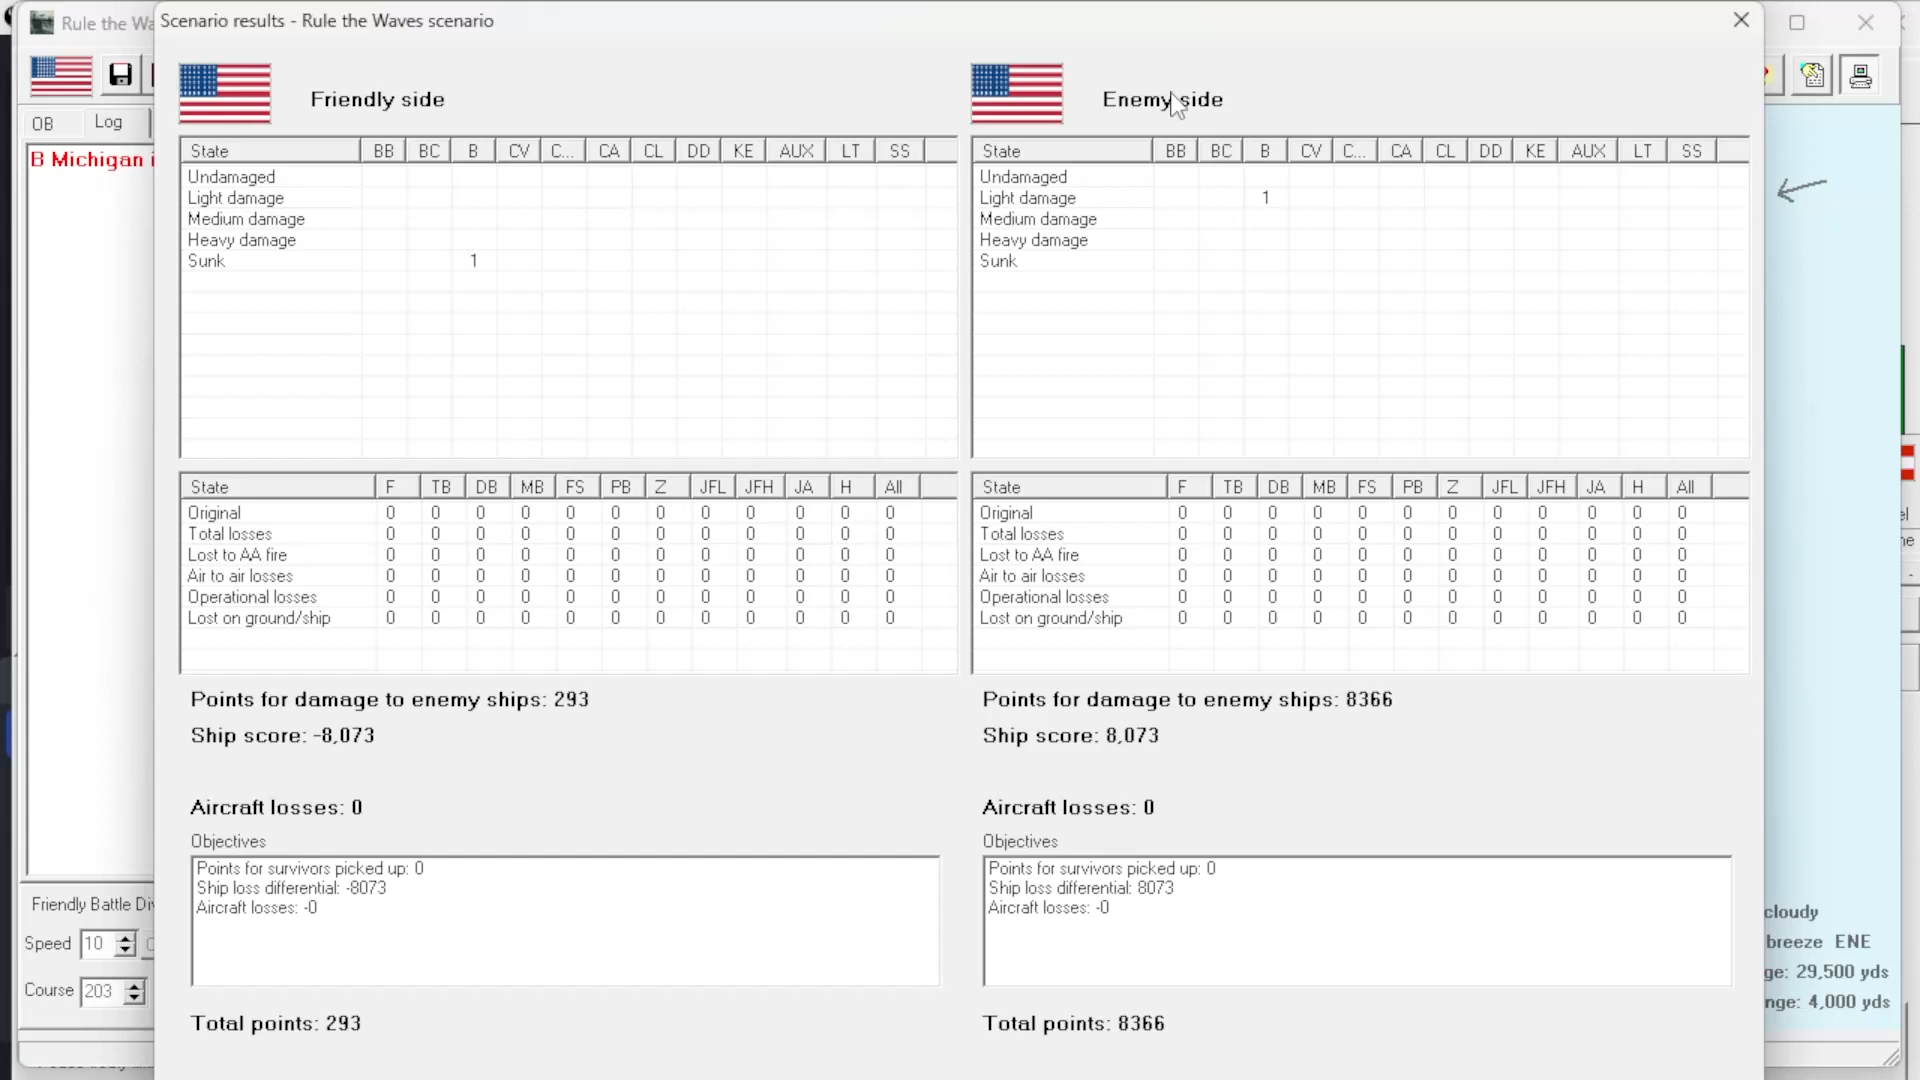 Rule the Wa
Scenario results - Rule the Waves scenario
Friendly side
Enemy side
OB Log
B Michigan i
State BB BC B CV C... CA CL DD KE AUX LT SS
Undamaged
Light damage
Medium damage
Heavy damage
Sunk 1
State BB BC B CV C... CA CL DD KE AUX LT SS
Undamaged
Light damage 1
Medium damage
Heavy damage
Sunk
State F TB DB MB FS PB Z JFL JFH JA H All
Original 0 0 0 0 0 0 0 0 0 0 0 0
Total losses 0 0 0 0 0 0 0 0 0 0 0 0
Lost to AA fire 0 0 0 0 0 0 0 0 0 0 0 0
Air to air losses 0 0 0 0 0 0 0 0 0 0 0 0
Operational losses 0 0 0 0 0 0 0 0 0 0 0 0
Lost on ground/ship 0 0 0 0 0 0 0 0 0 0 0 0
State F TB DB MB FS PB Z JFL JFH JA H All
Original 0 0 0 0 0 0 0 0 0 0 0 0
Total losses 0 0 0 0 0 0 0 0 0 0 0 0
Lost to AA fire 0 0 0 0 0 0 0 0 0 0 0 0
Air to air losses 0 0 0 0 0 0 0 0 0 0 0 0
Operational losses 0 0 0 0 0 0 0 0 0 0 0 0
Lost on ground/ship 0 0 0 0 0 0 0 0 0 0 0 0
Points for damage to enemy ships: 293
Ship score: -8,073
Aircraft losses: 0
Objectives
Points for survivors picked up: 0
Ship loss differential: -8073
Aircraft losses: -0
Total points: 293
Points for damage to enemy ships: 8366
Ship score: 8,073
Aircraft losses: 0
Objectives
Points for survivors picked up: 0
Ship loss differential: 8073
Aircraft losses: -0
Total points: 8366
Friendly Battle Div
Speed 10
Course 203
cloudy
breeze ENE
ge: 29,500 yds
nge: 4,000 yds